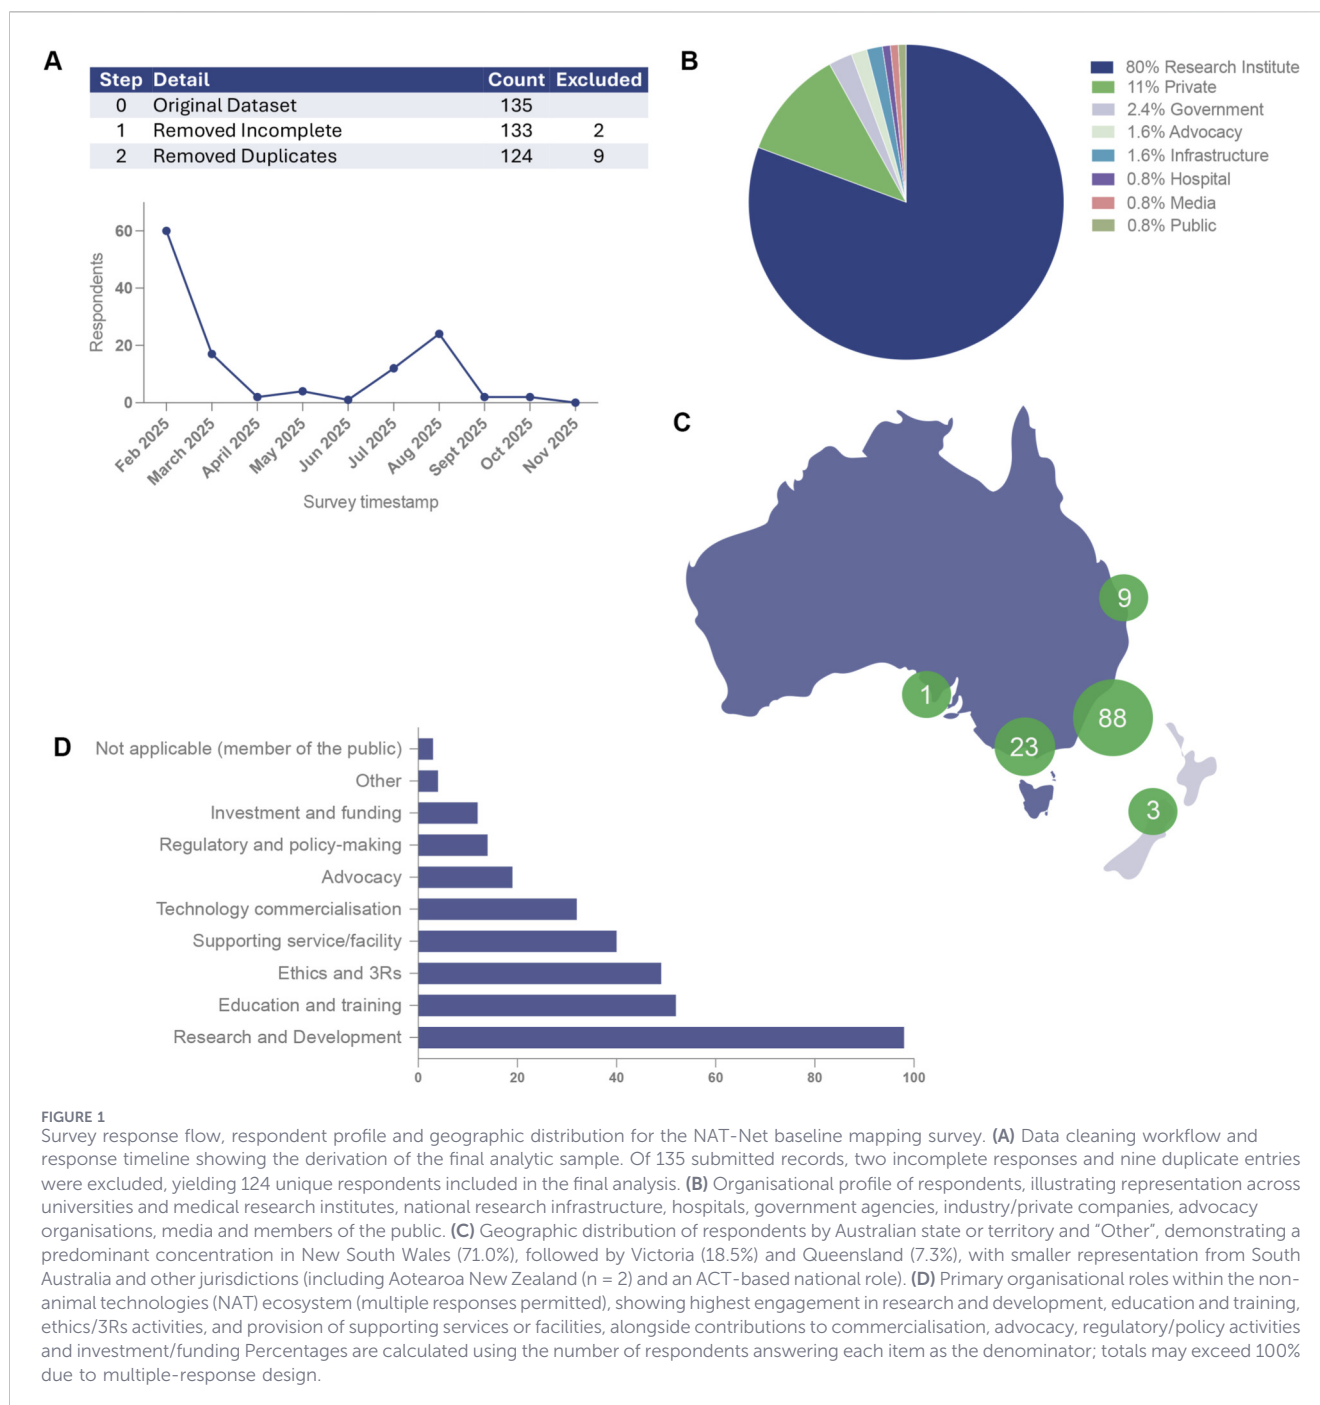 A
Step Detail Count Excluded
0 Original Dataset 135
1 Removed Incomplete 133 2
2 Removed Duplicates 124 9
Respondents
60
40
20
0
Feb 2025
March 2025
April 2025
May 2025
Jun 2025
Jul 2025
Aug 2025
Sept 2025
Oct 2025
Nov 2025
Survey timestamp
B
80% Research Institute
11% Private
2.4% Government
1.6% Advocacy
1.6% Infrastructure
0.8% Hospital
0.8% Media
0.8% Public
C
9
1
88
23
3
D
Not applicable (member of the public)
Other
Investment and funding
Regulatory and policy-making
Advocacy
Technology commercialisation
Supporting service/facility
Ethics and 3Rs
Education and training
Research and Development
0 20 40 60 80 100
FIGURE 1
Survey response flow, respondent profile and geographic distribution for the NAT-Net baseline mapping survey. (A) Data cleaning workflow and
response timeline showing the derivation of the final analytic sample. Of 135 submitted records, two incomplete responses and nine duplicate entries
were excluded, yielding 124 unique respondents included in the final analysis. (B) Organisational profile of respondents, illustrating representation across
universities and medical research institutes, national research infrastructure, hospitals, government agencies, industry/private companies, advocacy
organisations, media and members of the public. (C) Geographic distribution of respondents by Australian state or territory and “Other”, demonstrating a
predominant concentration in New South Wales (71.0%), followed by Victoria (18.5%) and Queensland (7.3%), with smaller representation from South
Australia and other jurisdictions (including Aotearoa New Zealand (n = 2) and an ACT-based national role). (D) Primary organisational roles within the non-
animal technologies (NAT) ecosystem (multiple responses permitted), showing highest engagement in research and development, education and training,
ethics/3Rs activities, and provision of supporting services or facilities, alongside contributions to commercialisation, advocacy, regulatory/policy activities
and investment/funding Percentages are calculated using the number of respondents answering each item as the denominator; totals may exceed 100%
due to multiple-response design.